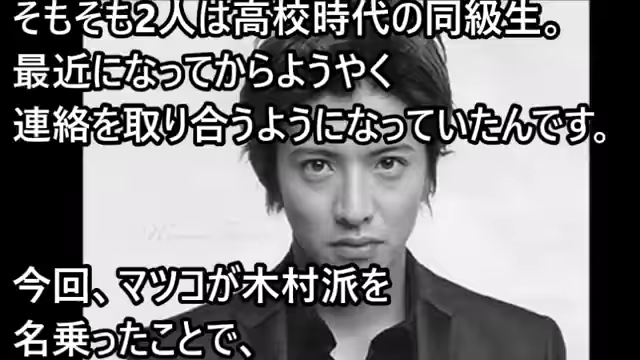 そもそも2人は高校時代の同級生。
最近になってからようやく
連絡を取り合うようになっていたんです。
今回、マツコが木村派を
名乗ったことで、